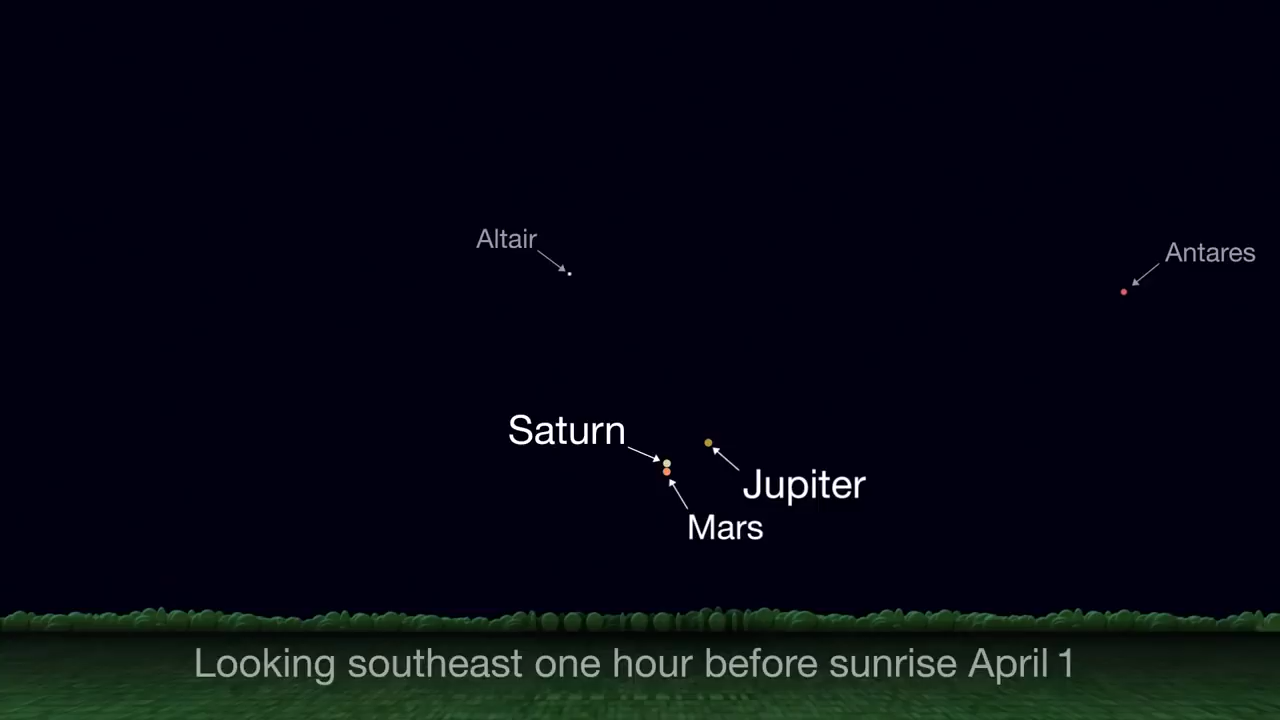 Altair
Antares
Saturn
Jupiter
Mars
Looking southeast one hour before sunrise April 1